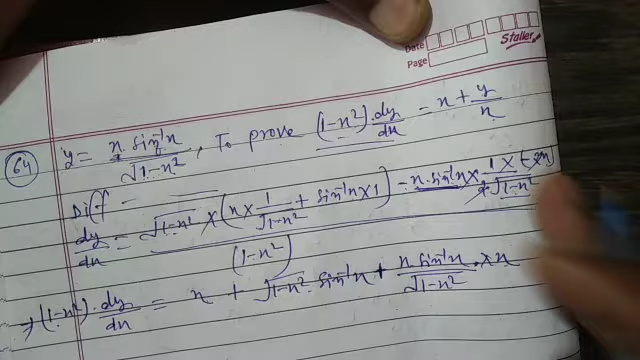 Date
Staller
Page
64 y = x sin⁻¹x / √1-x² , To prove (1-x²) . dy/dx = x + y/x
Diff —
dy/dx = √1-x² × (x × 1/√1-x² + sin⁻¹x × 1) - x . sin⁻¹x × 1 × (-2x) / 2√1-x² / (1-x²)
⇒ (1-x²) . dy/dx = x + √1-x² . sin⁻¹x + x sin⁻¹x / √1-x² . × x